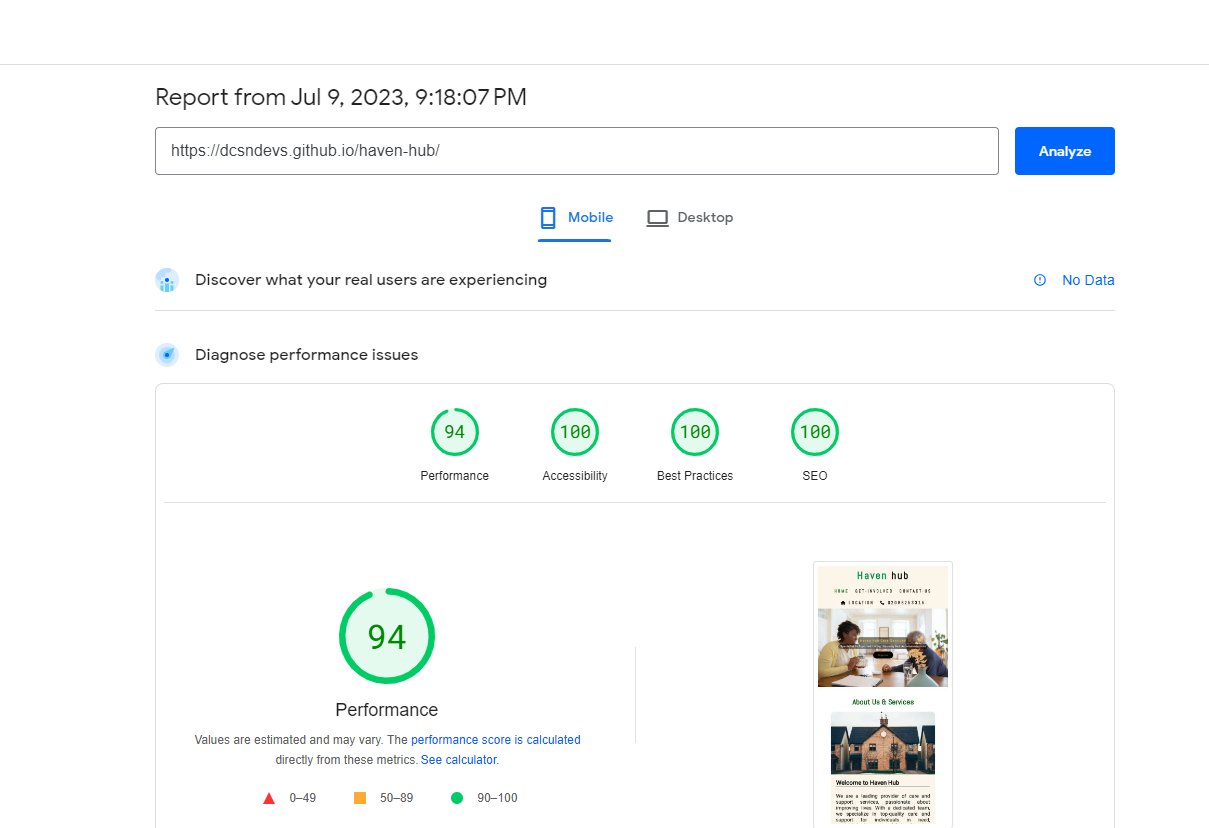 Report from Jul 9, 2023, 9:18:07 PM
https://dcsndevs.github.io/haven-hub/
Analyze
Mobile
Desktop
Discover what your real users are experiencing
No Data
Diagnose performance issues
94
100
100
100
Performance
Accessibility
Best Practices
SEO
94
Performance
Values are estimated and may vary. The performance score is calculated
directly from these metrics. See calculator.
0–49
50–89
90–100
Haven hub
HOME GET-INVOLVED CONTACT-US
LOCATION
About Us & Services
Welcome to Haven Hub
We are a leading provider of care and
support services, passionate about
improving lives. With a dedicated team,
we specialize in top-quality care and
support for individuals in need,